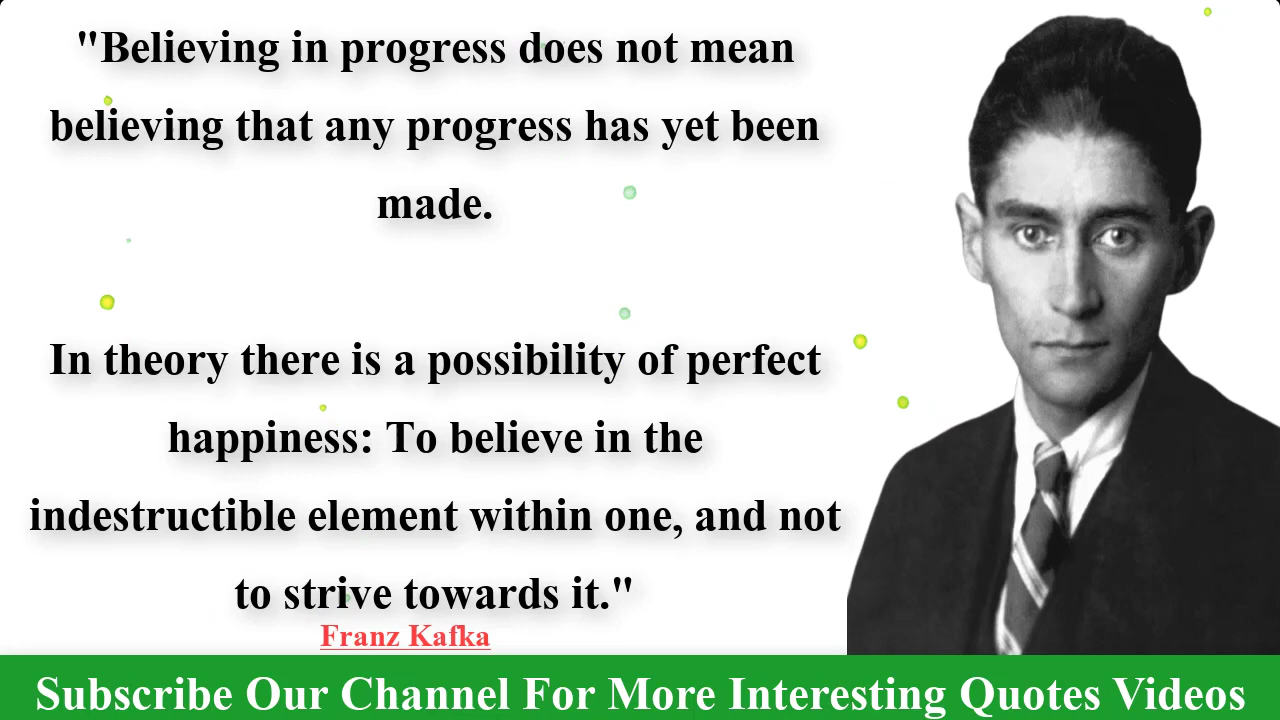 "Believing in progress does not mean
believing that any progress has yet been
made.
In theory there is a possibility of perfect
happiness: To believe in the
indestructible element within one, and not
to strive towards it."
Franz Kafka
Subscribe Our Channel For More Interesting Quotes Videos